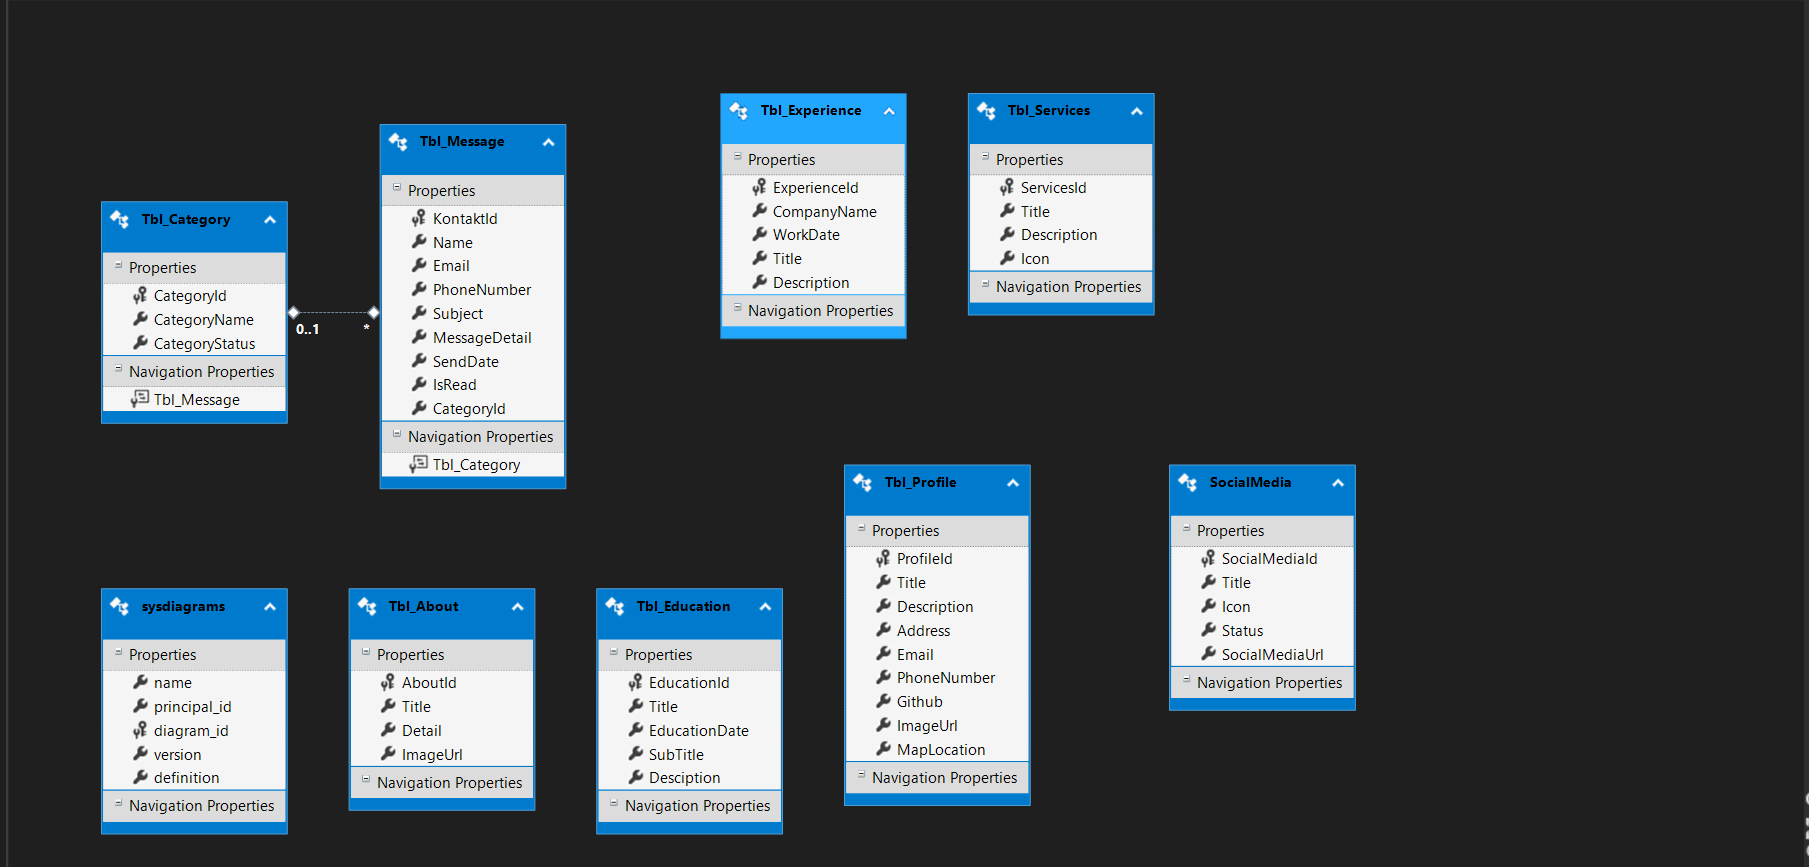 Tbl_Category
Properties
CategoryId
CategoryName
CategoryStatus
Navigation Properties
Tbl_Message
0..1
*
Tbl_Message
Properties
KontaktId
Name
Email
PhoneNumber
Subject
MessageDetail
SendDate
IsRead
CategoryId
Navigation Properties
Tbl_Category
Tbl_Experience
Properties
ExperienceId
CompanyName
WorkDate
Title
Description
Navigation Properties
Tbl_Services
Properties
ServicesId
Title
Description
Icon
Navigation Properties
sysdiagrams
Properties
name
principal_id
diagram_id
version
definition
Navigation Properties
Tbl_About
Properties
AboutId
Title
Detail
ImageUrl
Navigation Properties
Tbl_Education
Properties
EducationId
Title
EducationDate
SubTitle
Desciption
Navigation Properties
Tbl_Profile
Properties
ProfileId
Title
Description
Address
Email
PhoneNumber
Github
ImageUrl
MapLocation
Navigation Properties
SocialMedia
Properties
SocialMediaId
Title
Icon
Status
SocialMediaUrl
Navigation Properties